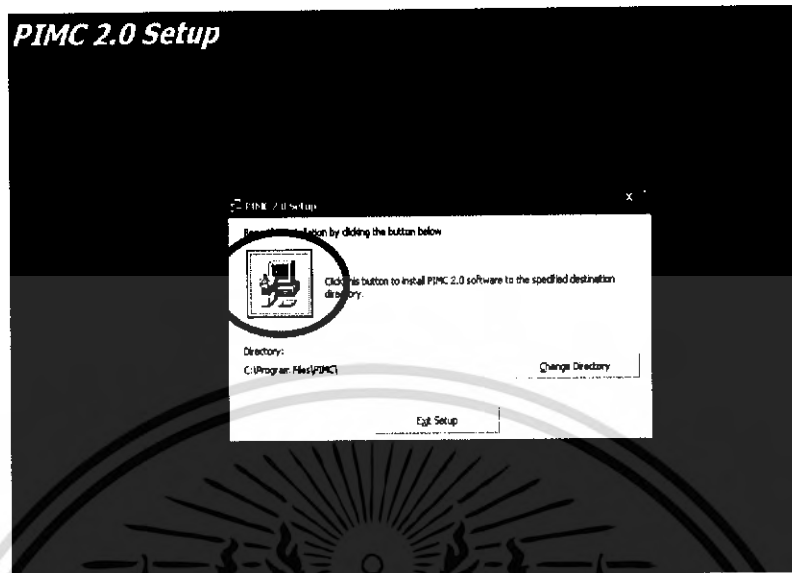 PIMC 2.0 Setup
PIMC 2.0 Setup
by clicking the button below
Click this button to install PIMC 2.0 software to the specified destination
directory.
Directory:
C:\Program Files\PIMC\
Change Directory
Exit Setup